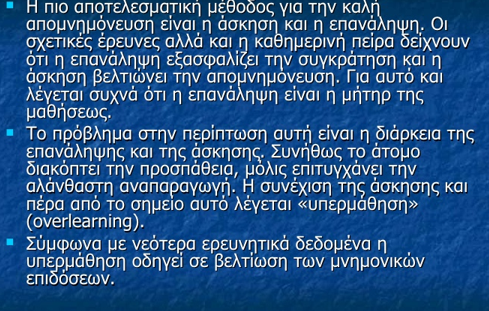 Η πιο αποτελεσματική μέθοδος για την καλή
απομνημόνευση είναι η άσκηση και η επανάληψη. Οι
σχετικές έρευνες αλλά και η καθημερινή πείρα δείχνουν
ότι η επανάληψη εξασφαλίζει την συγκράτηση και η
άσκηση βελτιώνει την απομνημόνευση. Για αυτό και
λέγεται συχνά ότι η επανάληψη είναι η μήτηρ της
μαθήσεως.
Το πρόβλημα στην περίπτωση αυτή είναι η διάρκεια της
επανάληψης και της άσκησης. Συνήθως το άτομο
διακόπτει την προσπάθεια, μόλις επιτυγχάνει την
αλάνθαστη αναπαραγωγή. Η συνέχιση της άσκησης και
πέρα από το σημείο αυτό λέγεται «υπερμάθηση»
(overlearning).
Σύμφωνα με νεότερα ερευνητικά δεδομένα η
υπερμάθηση οδηγεί σε βελτίωση των μνημονικών
επιδόσεων.